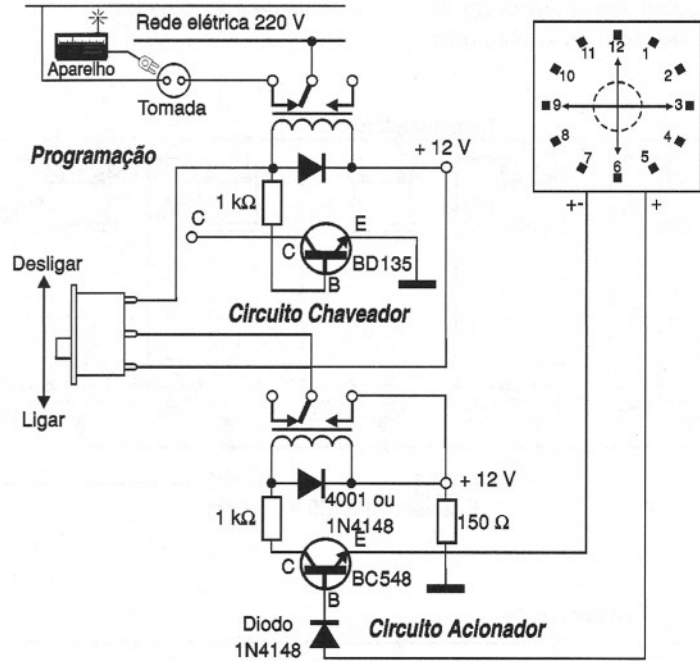 Rede elétrica 220 V
Aparelho
Tomada
12
1
2
3
4
5
6
7
8
9
10
11
+-
+
Programação
+ 12 V
1 kΩ
C
C
E
B
BD135
Desligar
Ligar
Circuito Chaveador
+ 12 V
4001 ou
1N4148
1 kΩ
150 Ω
E
C
B
BC548
Diodo
1N4148
Circuito Acionador